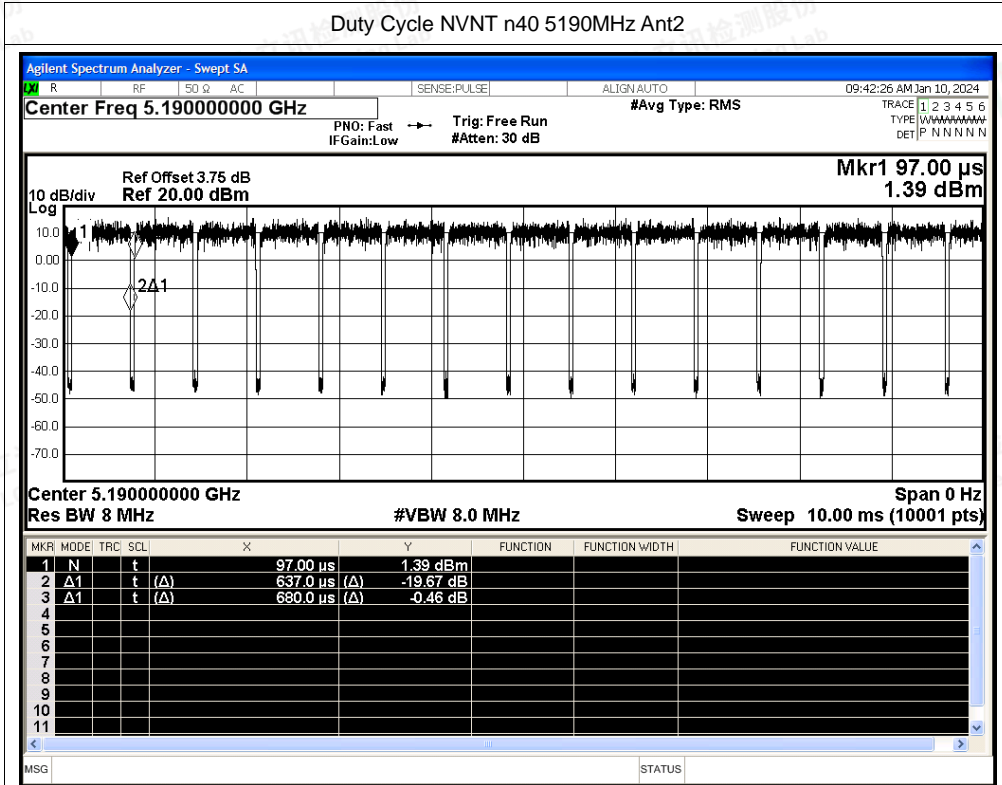 Duty Cycle NVNT n40 5190MHz Ant2
Agilent Spectrum Analyzer - Swept SA
LXI R RF 50 Ω AC SENSE:PULSE ALIGN AUTO 09:42:26 AM Jan 10, 2024
Center Freq 5.190000000 GHz #Avg Type: RMS TRACE 1 2 3 4 5 6
PNO: Fast Trig: Free Run TYPE WWWWWW
IFGain:Low #Atten: 30 dB DET P N N N N N
Mkr1 97.00 µs
1.39 dBm
Ref Offset 3.75 dB
10 dB/div Ref 20.00 dBm
Log
10.0
0.00
-10.0
-20.0
-30.0
-40.0
-50.0
-60.0
-70.0
1
2Δ1
Center 5.190000000 GHz Span 0 Hz
Res BW 8 MHz #VBW 8.0 MHz Sweep 10.00 ms (10001 pts)
MKR MODE TRC SCL X Y FUNCTION FUNCTION WIDTH FUNCTION VALUE
1 N t 97.00 µs 1.39 dBm
2 Δ1 t (Δ) 637.0 µs (Δ) -19.67 dB
3 Δ1 t (Δ) 680.0 µs (Δ) -0.46 dB
4
5
6
7
8
9
10
11
MSG STATUS